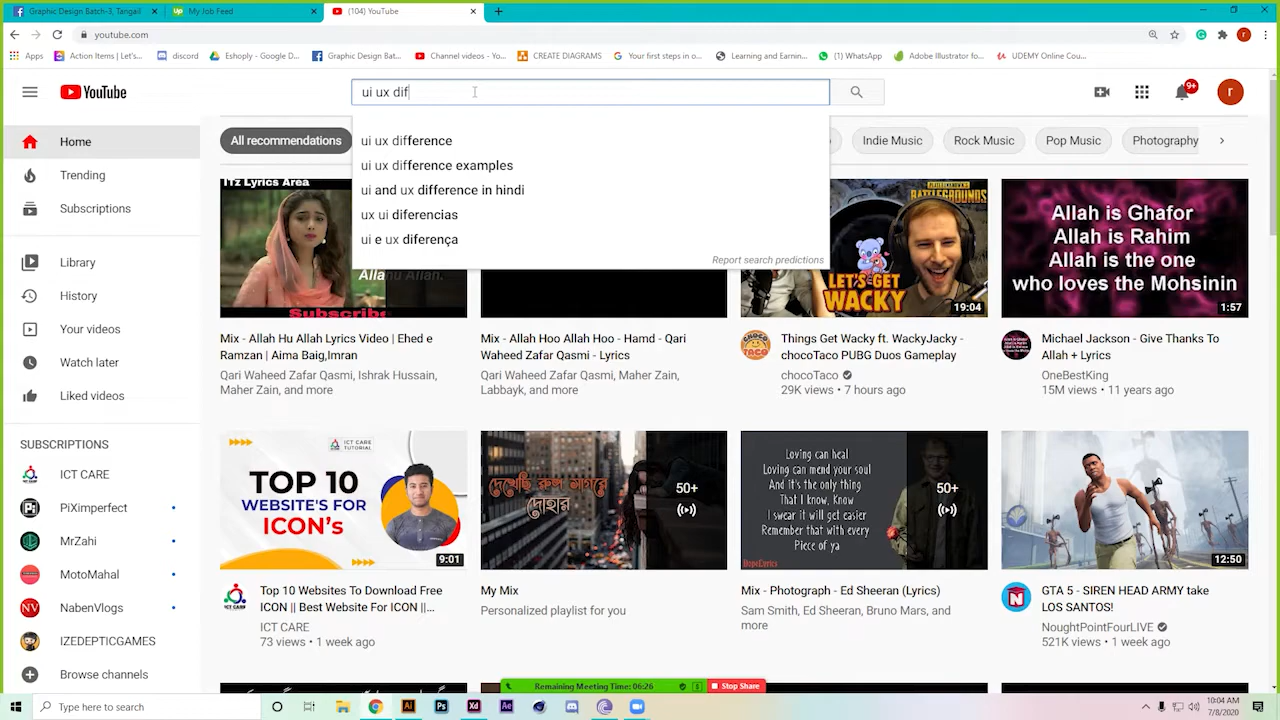 Graphic Design Batch-3, Tangail
My Job Feed
(104) YouTube
youtube.com
Apps
Action Items | Let's...
discord
Eshoply - Google D...
Graphic Design Bat...
Channel videos - Yo...
CREATE DIAGRAMS
Your first steps d...
Learning and Earnin...
(1) WhatsApp
Adobe Illustrator fo...
UDEMY Online Cou...
YouTube
ui ux dif
9+
r
ui ux difference
ui ux difference examples
ui and ux difference in hindi
ux ui diferencias
ui e ux diferença
Report search predictions
Home
Trending
Subscriptions
Library
History
Your videos
Watch later
Liked videos
SUBSCRIPTIONS
ICT CARE
PiXimperfect
MrZahi
MotoMahal
NabenVlogs
IZEDEPTICGAMES
Browse channels
All recommendations
Indie Music
Rock Music
Pop Music
Photography
ITz Lyrics Area
Allahu Allah.
Subscribe
Mix - Allah Hu Allah Lyrics Video | Ehed e
Ramzan | Aima Baig,Imran
Qari Waheed Zafar Qasmi, Ishrak Hussain,
Maher Zain, and more
Mix - Allah Hoo Allah Hoo - Hamd - Qari
Waheed Zafar Qasmi - Lyrics
Qari Waheed Zafar Qasmi, Maher Zain,
Labbayk, and more
BATTLEGROUNDS
LET'S GET
WACKY
19:04
Things Get Wacky ft. WackyJacky -
chocoTaco PUBG Duos Gameplay
chocoTaco
29K views • 7 hours ago
Allah is Ghafor
Allah is Rahim
Allah is the one
who loves the Mohsinin
1:57
Michael Jackson - Give Thanks To
Allah + Lyrics
OneBestKing
15M views • 11 years ago
ICT CARE
TUTORIAL
TOP 10
WEBSITE'S FOR
ICON's
9:01
Top 10 Websites To Download Free
ICON || Best Website For ICON ||...
ICT CARE
73 views • 1 week ago
দেখেছি রূপ সাগরে
দোহার
50+
My Mix
Personalized playlist for you
Loving can heal
Loving can mend your soul
And it's the only thing
That I know, Know
I swear it will get easier
Remember that with every
Piece of ya
DopeLyrics
50+
Mix - Photograph - Ed Sheeran (Lyrics)
Sam Smith, Ed Sheeran, Bruno Mars, and
more
12:50
GTA 5 - SIREN HEAD ARMY take
LOS SANTOS!
NoughtPointFourLIVE
521K views • 1 week ago
Remaining Meeting Time: 06:26
Stop Share
Type here to search
10:04 AM
7/8/2020